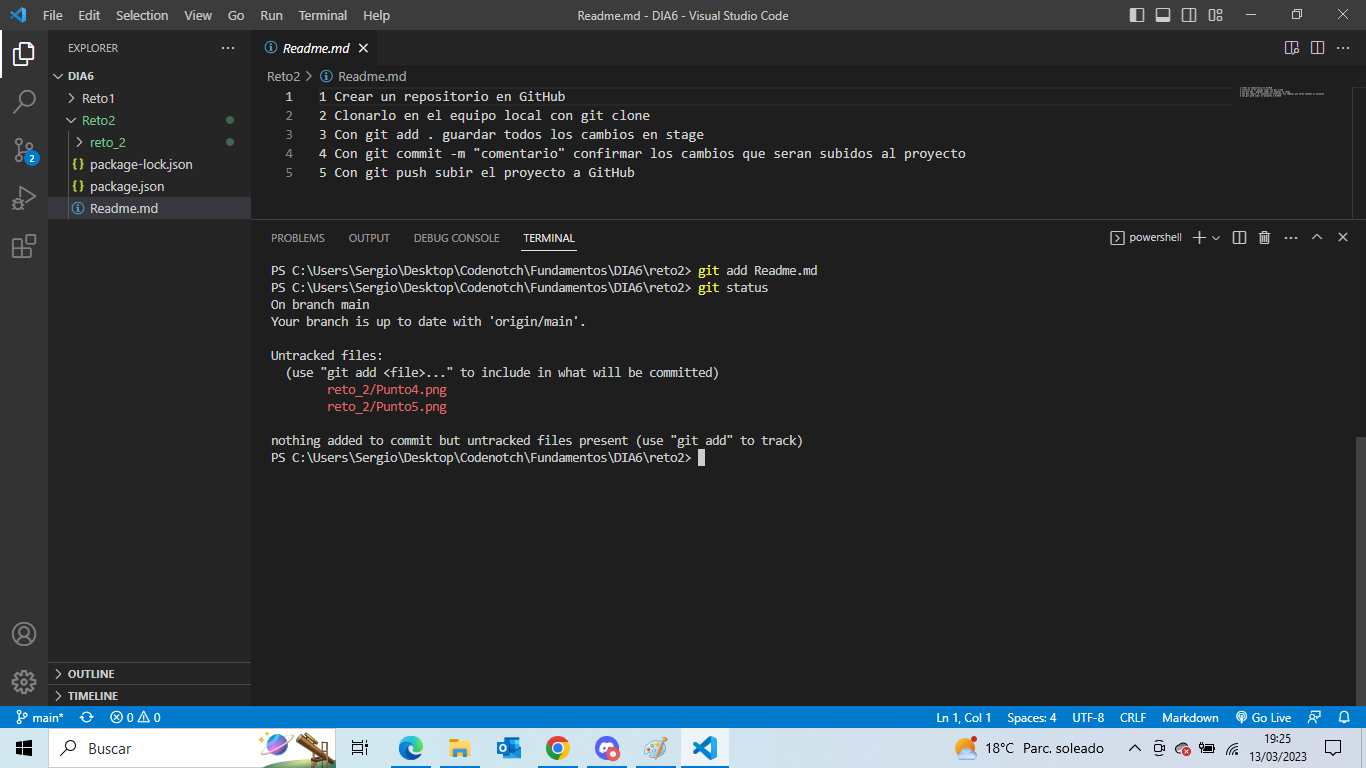 File Edit Selection View Go Run Terminal Help
Readme.md - DIA6 - Visual Studio Code
EXPLORER
DIA6
Reto1
Reto2
reto_2
package-lock.json
package.json
Readme.md
2
OUTLINE
TIMELINE
Readme.md
Reto2 > Readme.md
1 1 Crear un repositorio en GitHub
2 2 Clonarlo en el equipo local con git clone
3 3 Con git add . guardar todos los cambios en stage
4 4 Con git commit -m "comentario" confirmar los cambios que seran subidos al proyecto
5 5 Con git push subir el proyecto a GitHub
PROBLEMS OUTPUT DEBUG CONSOLE TERMINAL
powershell
PS C:\Users\Sergio\Desktop\Codenotch\Fundamentos\DIA6\reto2> git add Readme.md
PS C:\Users\Sergio\Desktop\Codenotch\Fundamentos\DIA6\reto2> git status
On branch main
Your branch is up to date with 'origin/main'.
Untracked files:
(use "git add <file>..." to include in what will be committed)
reto_2/Punto4.png
reto_2/Punto5.png
nothing added to commit but untracked files present (use "git add" to track)
PS C:\Users\Sergio\Desktop\Codenotch\Fundamentos\DIA6\reto2>
main* 0 0
Ln 1, Col 1 Spaces: 4 UTF-8 CRLF Markdown Go Live
Buscar
18°C Parc. soleado
19:25
13/03/2023